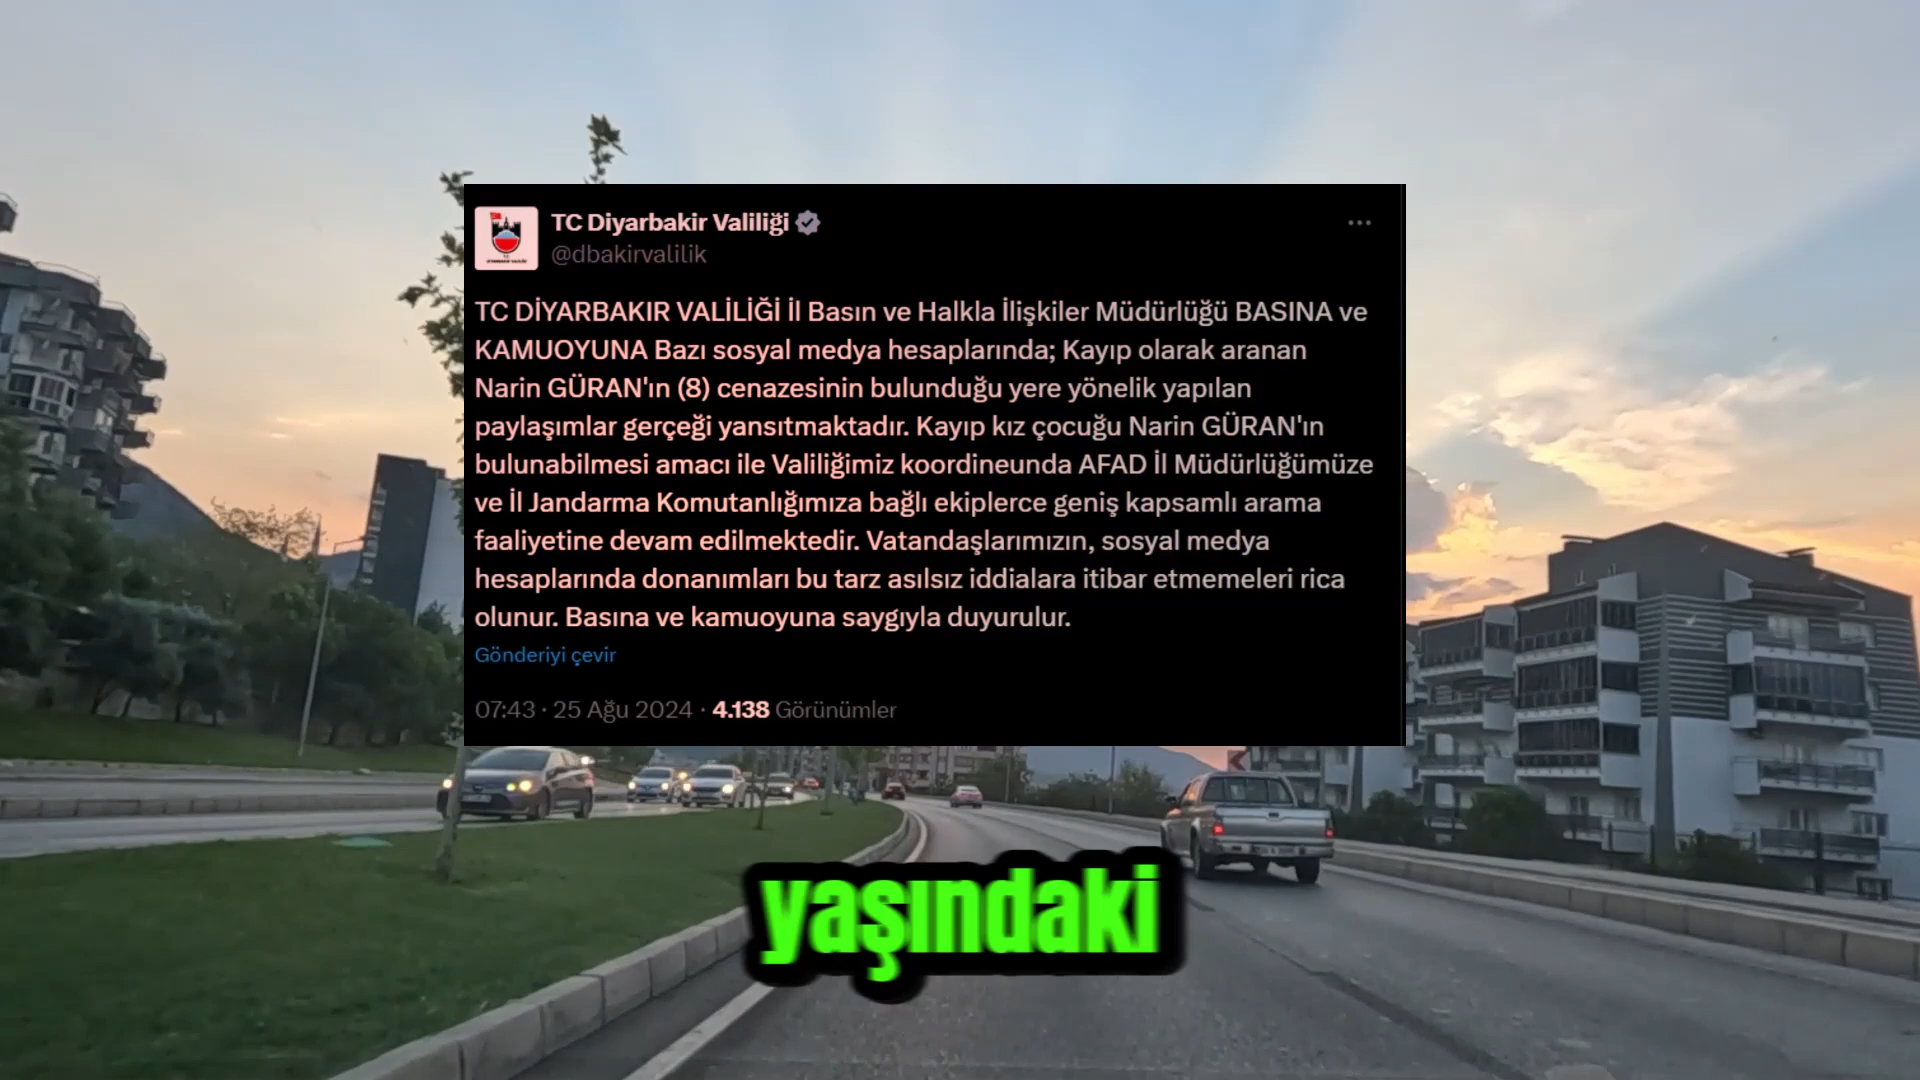 TC Diyarbakir Valiliği
@dbakirvalilik
TC DİYARBAKIR VALİLİĞİ İl Basın ve Halkla İlişkiler Müdürlüğü BASINA ve
KAMUOYUNA Bazı sosyal medya hesaplarında; Kayıp olarak aranan
Narin GÜRAN'ın (8) cenazesinin bulunduğu yere yönelik yapılan
paylaşımlar gerçeği yansıtmaktadır. Kayıp kız çocuğu Narin GÜRAN'ın
bulunabilmesi amacı ile Valiliğimiz koordineunda AFAD İl Müdürlüğümüze
ve İl Jandarma Komutanlığımıza bağlı ekiplerce geniş kapsamlı arama
faaliyetine devam edilmektedir. Vatandaşlarımızın, sosyal medya
hesaplarında donanımları bu tarz asılsız iddialara itibar etmemeleri rica
olunur. Basına ve kamuoyuna saygıyla duyurulur.
Gönderiyi çevir
07:43 · 25 Ağu 2024 · 4.138 Görünümler
yaşındaki